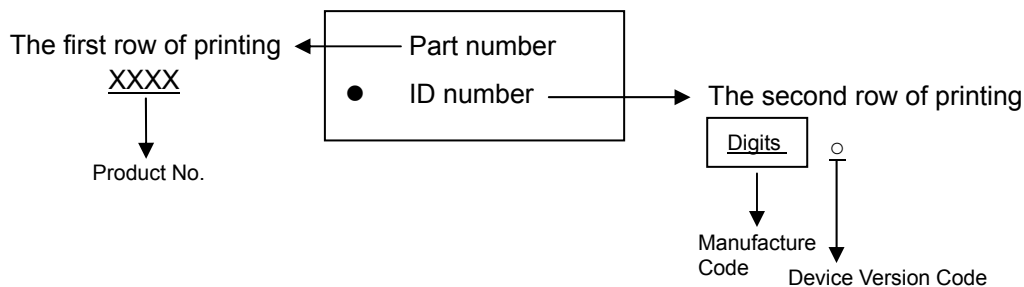 The first row of printing
XXXX
Product No.
Part number
● ID number
The second row of printing
Digits ○
Manufacture
Code
Device Version Code